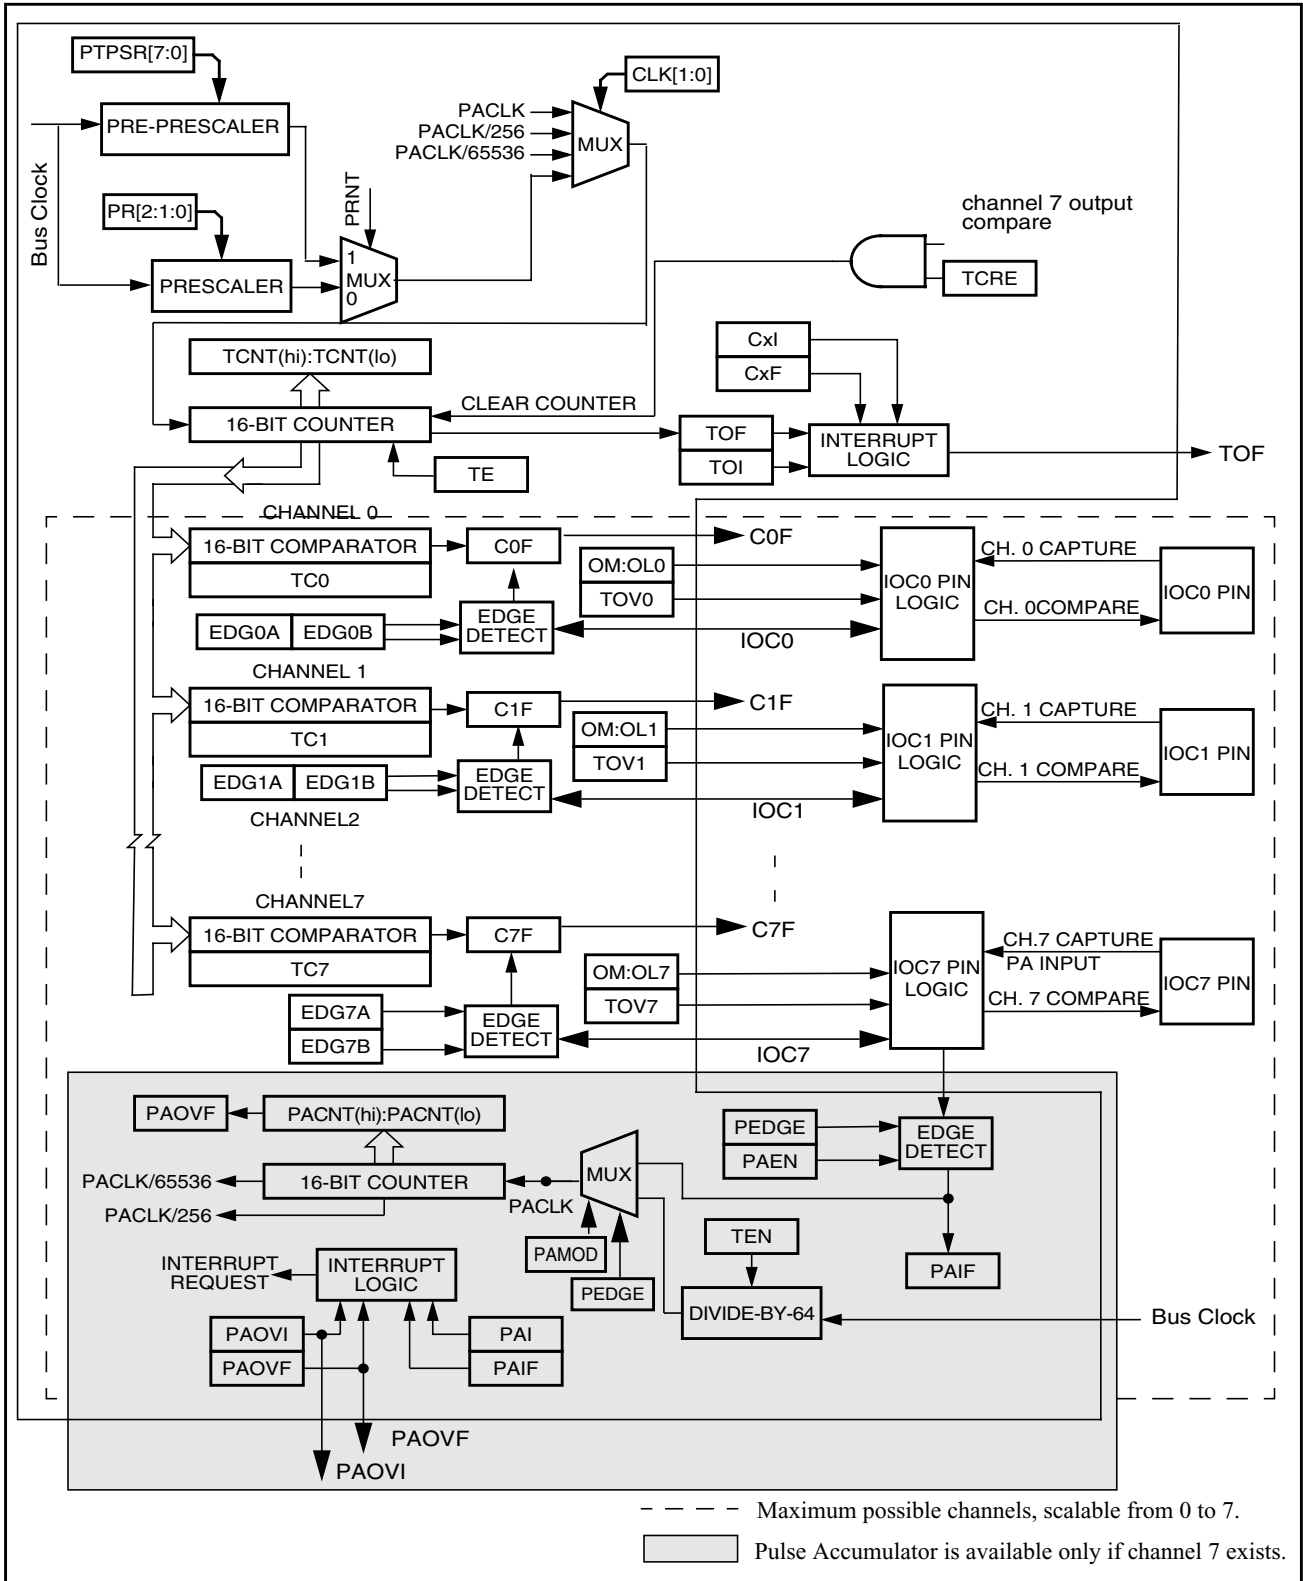 PTPSR[7:0]
CLK[1:0]
PRE-PRESCALER
PACLK
PACLK/256
PACLK/65536
MUX
Bus Clock
PR[2:1:0]
PRNT
channel 7 output
compare
PRESCALER
1
MUX
0
TCRE
TCNT(hi):TCNT(lo)
CxI
CxF
CLEAR COUNTER
16-BIT COUNTER
TOF
TOI
INTERRUPT
LOGIC
TOF
TE
CHANNEL 0
16-BIT COMPARATOR
TC0
C0F
C0F
OM:OL0
TOV0
EDG0A
EDG0B
EDGE
DETECT
IOC0
IOC0 PIN
LOGIC
CH. 0 CAPTURE
CH. 0COMPARE
IOC0 PIN
CHANNEL 1
16-BIT COMPARATOR
TC1
C1F
C1F
OM:OL1
TOV1
EDG1A
EDG1B
EDGE
DETECT
IOC1
IOC1 PIN
LOGIC
CH. 1 CAPTURE
CH. 1 COMPARE
IOC1 PIN
CHANNEL2
CHANNEL7
16-BIT COMPARATOR
TC7
C7F
C7F
OM:OL7
TOV7
EDG7A
EDG7B
EDGE
DETECT
IOC7
IOC7 PIN
LOGIC
CH.7 CAPTURE
PA INPUT
CH. 7 COMPARE
IOC7 PIN
PAOVF
PACNT(hi):PACNT(lo)
PEDGE
PAEN
EDGE
DETECT
PACLK/65536
PACLK/256
16-BIT COUNTER
PACLK
MUX
PAMOD
PEDGE
TEN
PAIF
INTERRUPT
REQUEST
INTERRUPT
LOGIC
DIVIDE-BY-64
Bus Clock
PAOVI
PAOVF
PAI
PAIF
PAOVF
PAOVI
Maximum possible channels, scalable from 0 to 7.
Pulse Accumulator is available only if channel 7 exists.